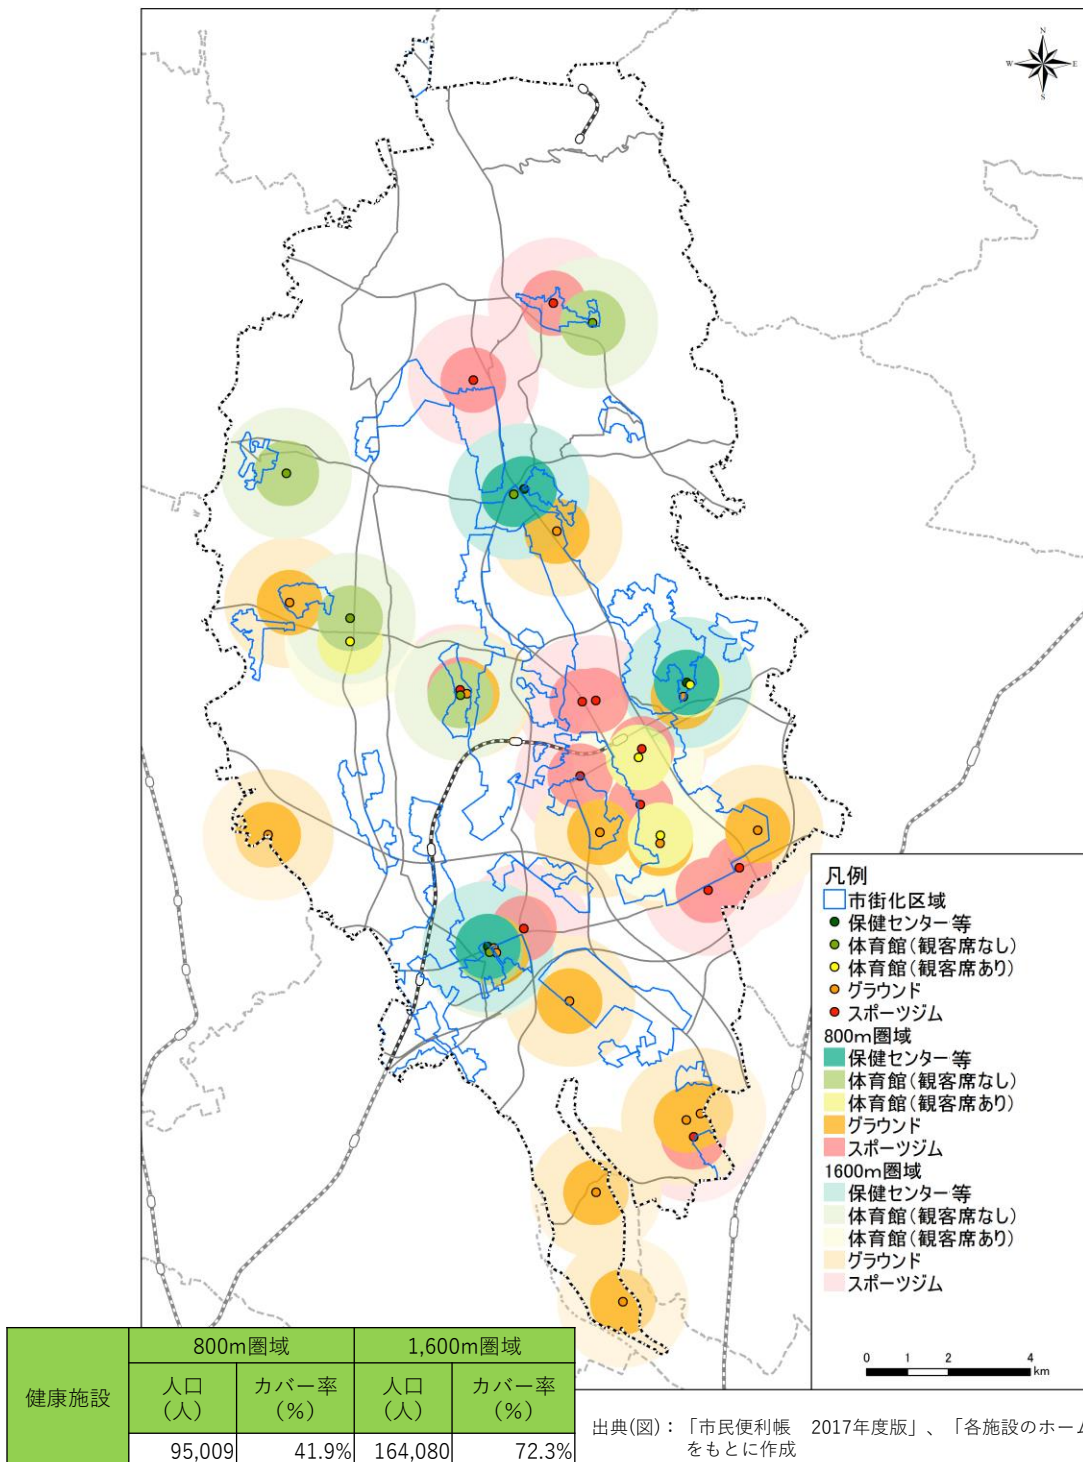 N
W E
S
凡例
市街化区域
保健センター等
体育館(観客席なし)
体育館(観客席あり)
グラウンド
スポーツジム
800m圏域
保健センター等
体育館(観客席なし)
体育館(観客席あり)
グラウンド
スポーツジム
1600m圏域
保健センター等
体育館(観客席なし)
体育館(観客席あり)
グラウンド
スポーツジム
0 1 2 4
km
健康施設
800m圏域 1,600m圏域
人口(人) カバー率(%) 人口(人) カバー率(%)
95,009 41.9% 164,080 72.3%
出典(図):「市民便利帳 2017年度版」、「各施設のホーム
をもとに作成